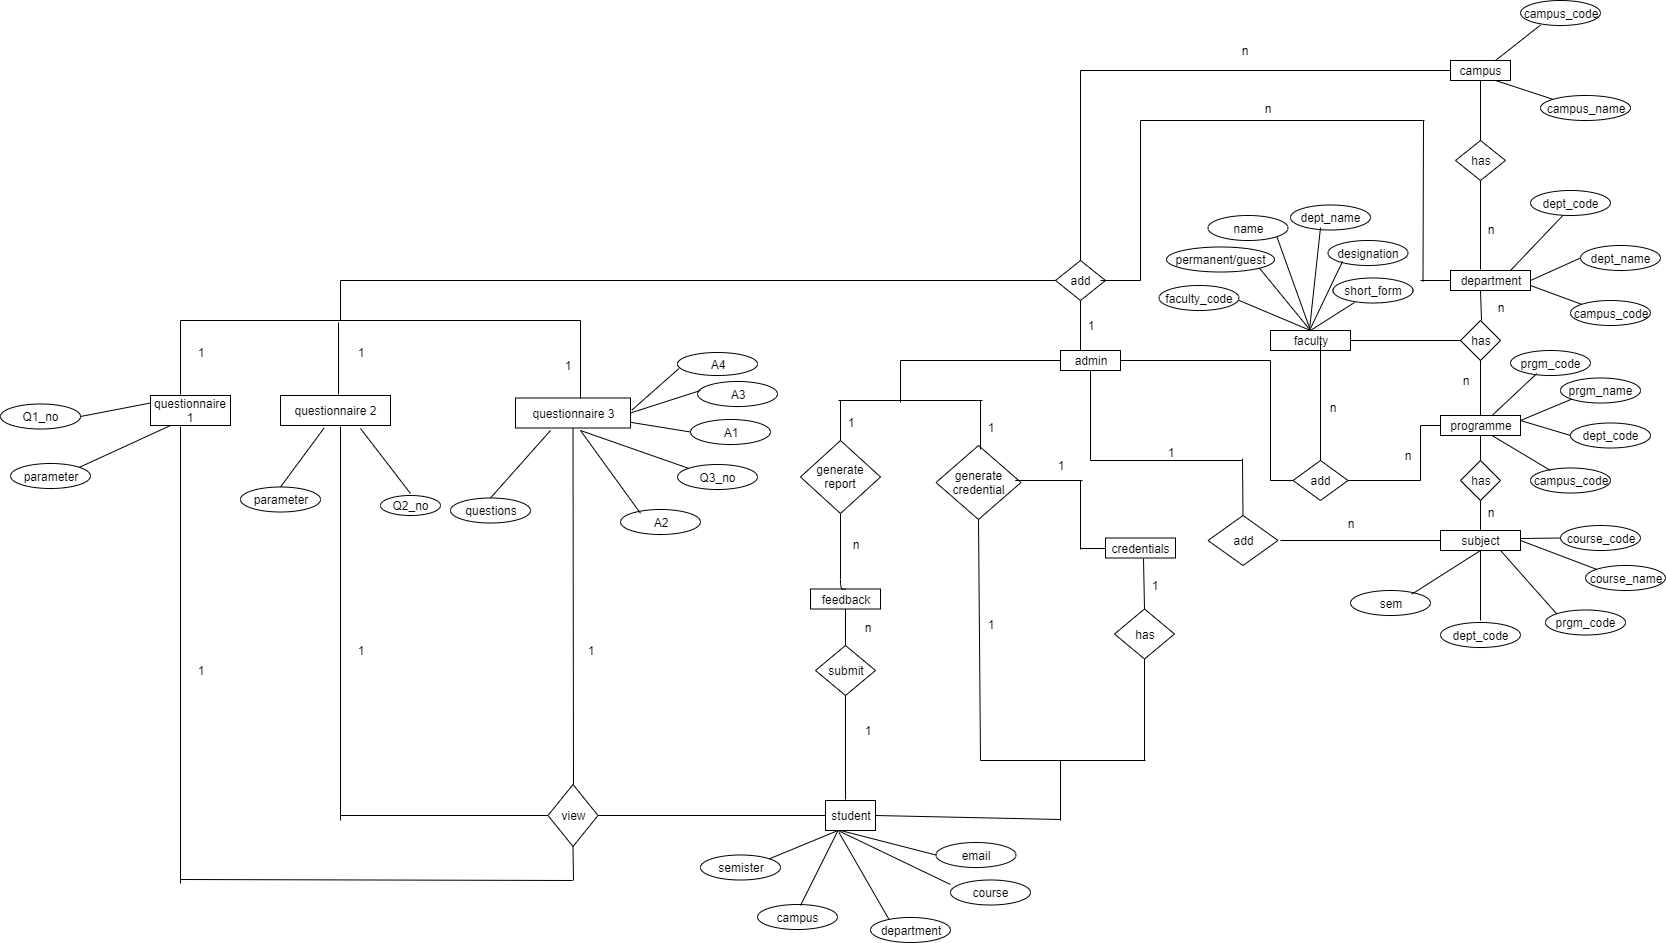 campus_code
n
campus
campus_name
n
has
dept_code
dept_name
name
n
designation
dept_name
permanent/guest
department
add
short_form
faculty_code
n
campus_code
1
faculty
has
1
1
admin
1
prgm_code
A4
n
prgm_name
A3
questionnaire
1
questionnaire 2
questionnaire 3
n
Q1_no
1
1
programme
A1
dept_code
1
n
generate
report
generate
credential
1
parameter
Q3_no
add
has
campus_code
parameter
Q2_no
questions
n
A2
n
add
subject
course_code
n
credentials
course_name
1
feedback
sem
1
n
prgm_code
has
dept_code
1
1
1
submit
1
1
view
student
email
semister
course
campus
department